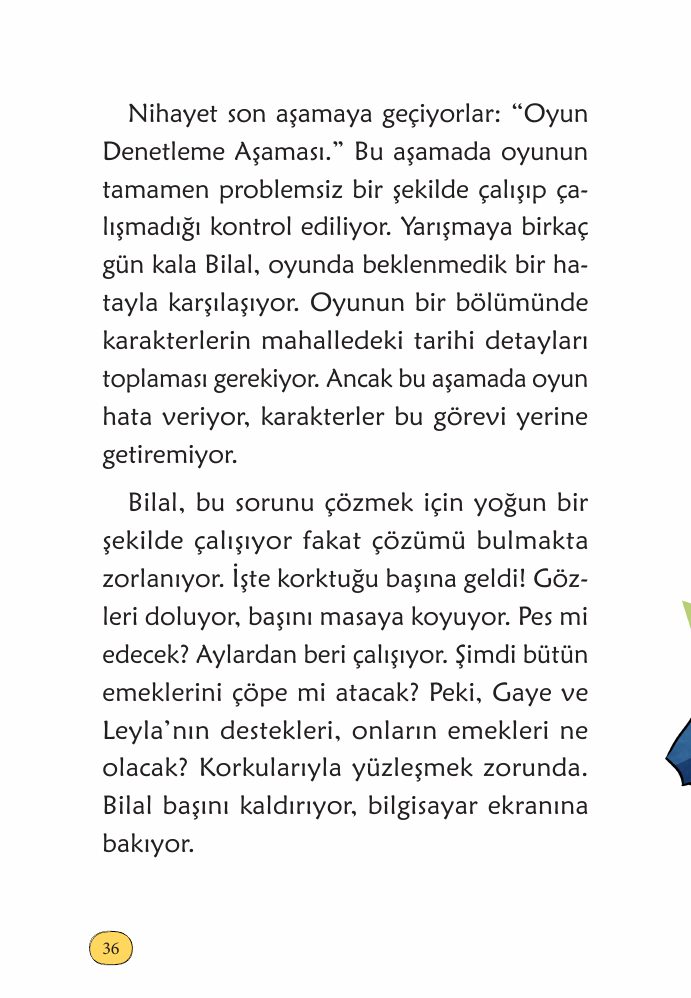 Nihayet son aşamaya geçiyorlar: “Oyun
Denetleme Aşaması.” Bu aşamada oyunun
tamamen problemsiz bir şekilde çalışıp ça-
lışmadığı kontrol ediliyor. Yarışmaya birkaç
gün kala Bilal, oyunda beklenmedik bir ha-
tayla karşılaşıyor. Oyunun bir bölümünde
karakterlerin mahalledeki tarihi detayları
toplaması gerekiyor. Ancak bu aşamada oyun
hata veriyor, karakterler bu görevi yerine
getiremiyor.
Bilal, bu sorunu çözmek için yoğun bir
şekilde çalışıyor fakat çözümü bulmakta
zorlanıyor. İşte korktuğu başına geldi! Göz-
leri doluyor, başını masaya koyuyor. Pes mi
edecek? Aylardan beri çalışıyor. Şimdi bütün
emeklerini çöpe mi atacak? Peki, Gaye ve
Leyla’nın destekleri, onların emekleri ne
olacak? Korkularıyla yüzleşmek zorunda.
Bilal başını kaldırıyor, bilgisayar ekranına
bakıyor.
36